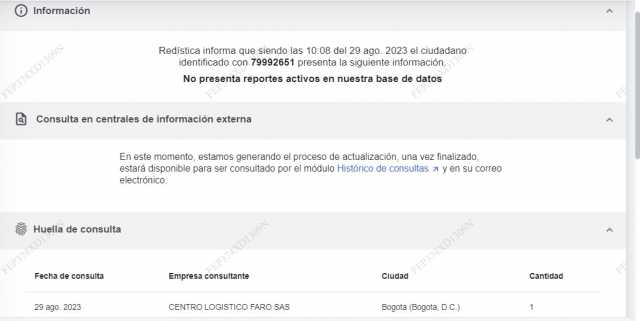 Información
Redística informa que siendo las 10:08 del 29 ago. 2023 el ciudadano
identificado con 79992651 presenta la siguiente información.
No presenta reportes activos en nuestra base de datos
Consulta en centrales de información externa
En este momento, estamos generando el proceso de actualización, una vez finalizado,
estará disponible para ser consultado por el módulo Histórico de consultas ↗ y en su correo
electrónico.
Huella de consulta
Fecha de consulta Empresa consultante Ciudad Cantidad
29 ago. 2023 CENTRO LOGISTICO FARO SAS Bogota (Bogota, D.C.) 1